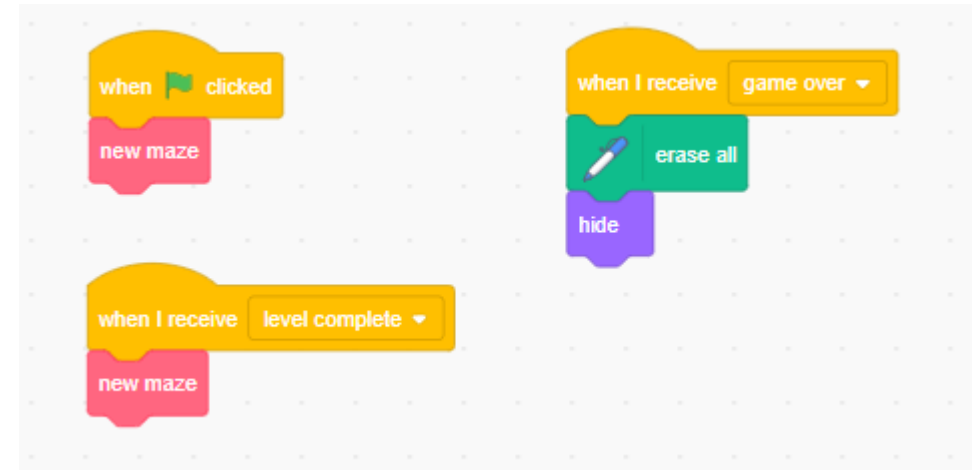 when clicked
new maze
when I receive level complete
new maze
when I receive game over
erase all
hide